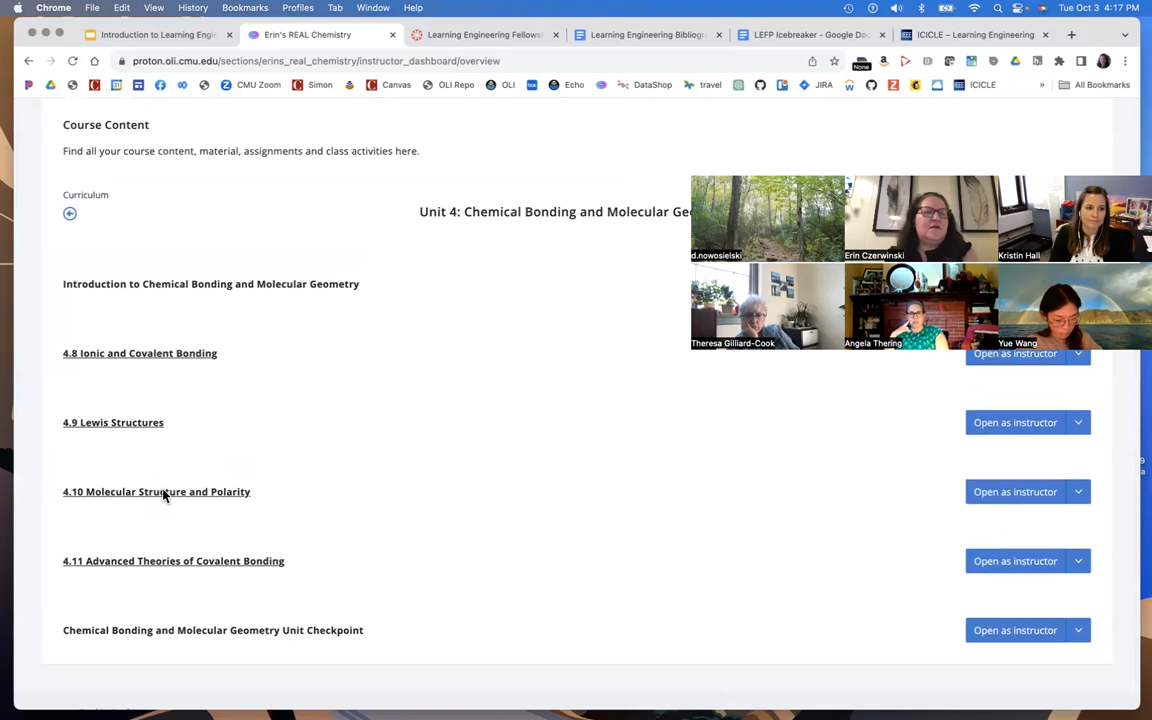 Chrome File Edit View History Bookmarks Profiles Tab Window Help Tue Oct 3 4:17 PM
Introduction to Learning Engi Erin's REAL Chemistry Learning Engineering Fellows Learning Engineering Bibliogra LEFP Icebreaker - Google Doc ICICLE – Learning Engineering
proton.oli.cmu.edu/sections/erins_real_chemistry/instructor_dashboard/overview None
CMU Zoom Simon Canvas OLI Repo OLI Echo DataShop travel JIRA ICICLE » All Bookmarks
Course Content
Find all your course content, material, assignments and class activities here.
Curriculum
Unit 4: Chemical Bonding and Molecular Ge
d.nowosielski Erin Czerwinski Kristin Hall
Introduction to Chemical Bonding and Molecular Geometry
Theresa Gilliard-Cook Angela Thering Yue Wang
4.8 Ionic and Covalent Bonding Open as instructor
4.9 Lewis Structures Open as instructor
4.10 Molecular Structure and Polarity Open as instructor
4.11 Advanced Theories of Covalent Bonding Open as instructor
Chemical Bonding and Molecular Geometry Unit Checkpoint Open as instructor